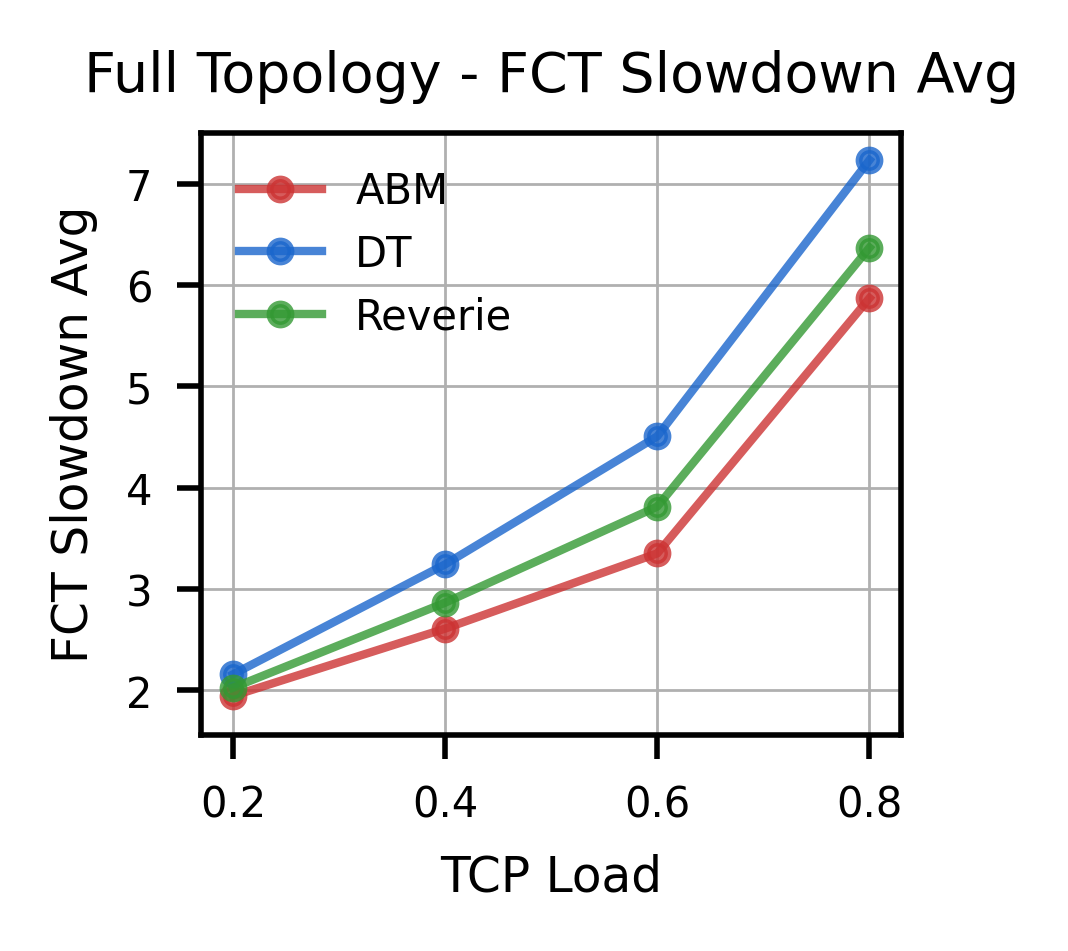 Full Topology - FCT Slowdown Avg
FCT Slowdown Avg
7
6
5
4
3
2
ABM
DT
Reverie
0.2 0.4 0.6 0.8
TCP Load